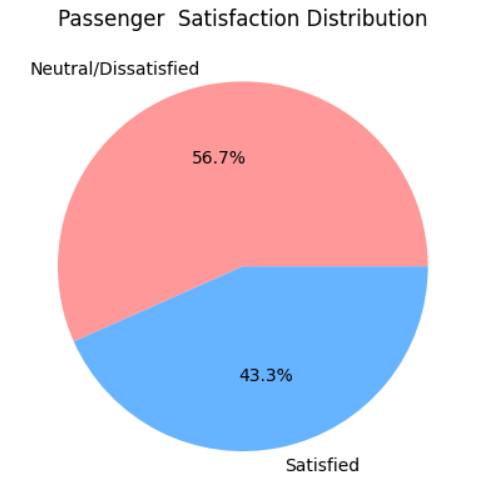 Passenger  Satisfaction Distribution
Neutral/Dissatisfied
56.7%
43.3%
Satisfied